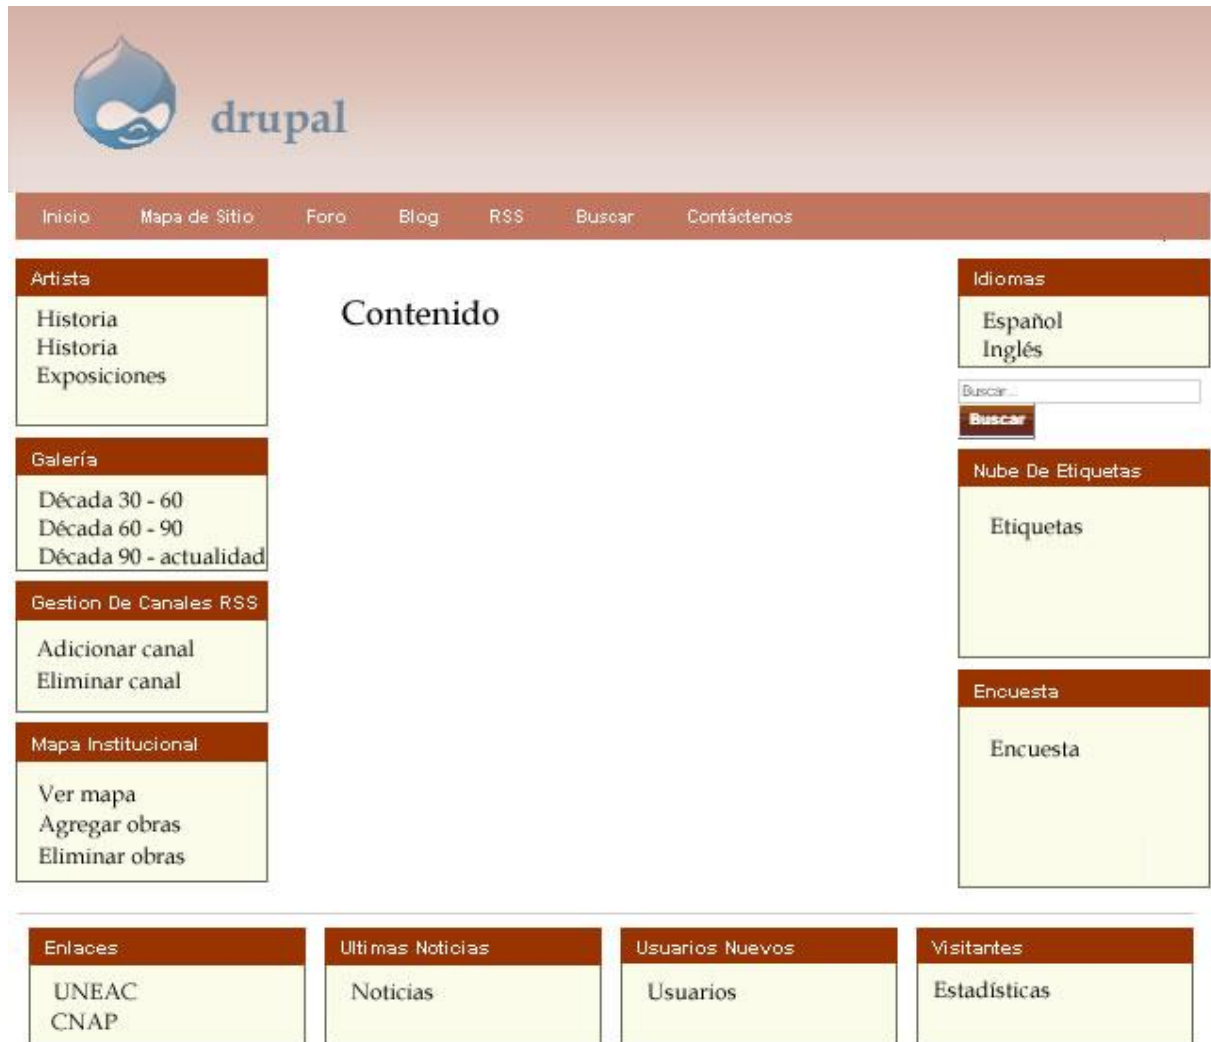 drupal
Inicio Mapa de Sitio Foro Blog RSS Buscar Contáctenos
Artista
Historia
Historia
Exposiciones
Galería
Década 30 - 60
Década 60 - 90
Década 90 - actualidad
Gestion De Canales RSS
Adicionar canal
Eliminar canal
Mapa Institucional
Ver mapa
Agregar obras
Eliminar obras
Contenido
Idiomas
Español
Inglés
Buscar...
Buscar
Nube De Etiquetas
Etiquetas
Encuesta
Encuesta
Enlaces
UNEAC
CNAP
Ultimas Noticias
Noticias
Usuarios Nuevos
Usuarios
Visitantes
Estadísticas